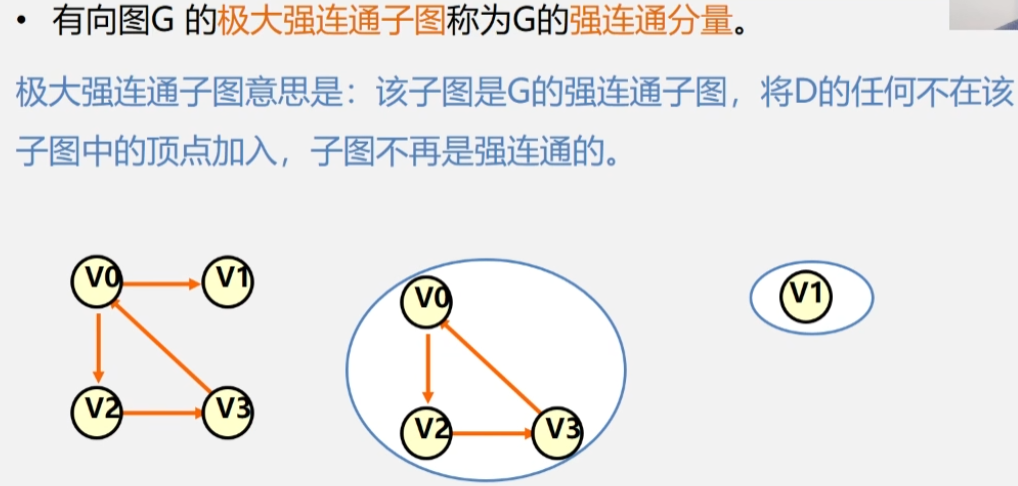 • 有向图G 的极大强连通子图称为G的强连通分量。
极大强连通子图意思是：该子图是G的强连通子图，将D的任何不在该
子图中的顶点加入，子图不再是强连通的。
V0 V1 V0 V1
V2 V3 V2 V3